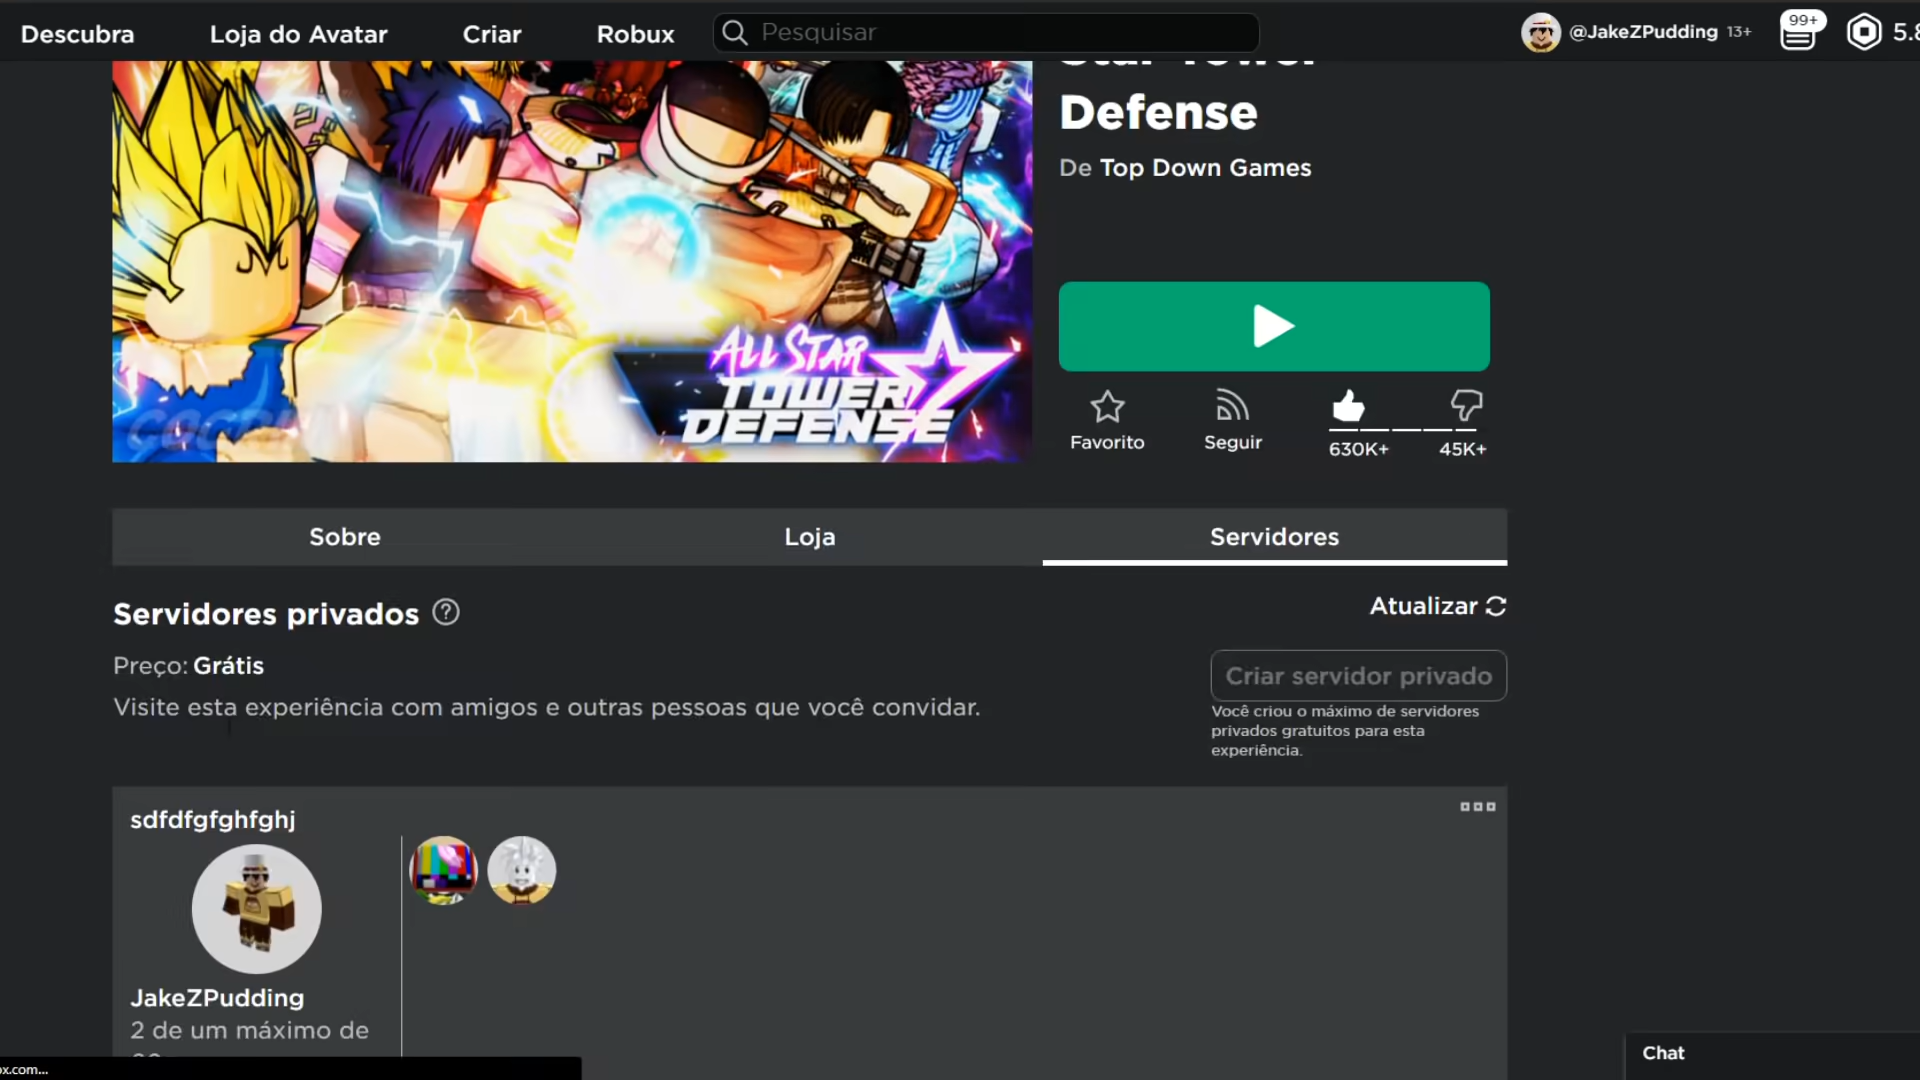 Descubra
Loja do Avatar
Criar
Robux
Pesquisar
@JakeZPudding 13+
99+
Star Tower
Defense
De Top Down Games
ALL STAR
TOWER
DEFENSE
Favorito
Seguir
630K+
45K+
Sobre
Loja
Servidores
Servidores privados
Atualizar
Preço: Grátis
Visite esta experiência com amigos e outras pessoas que você convidar.
Criar servidor privado
Você criou o máximo de servidores
privados gratuitos para esta
experiência.
sdfdfgfghfghj
JakeZPudding
2 de um máximo de
Chat